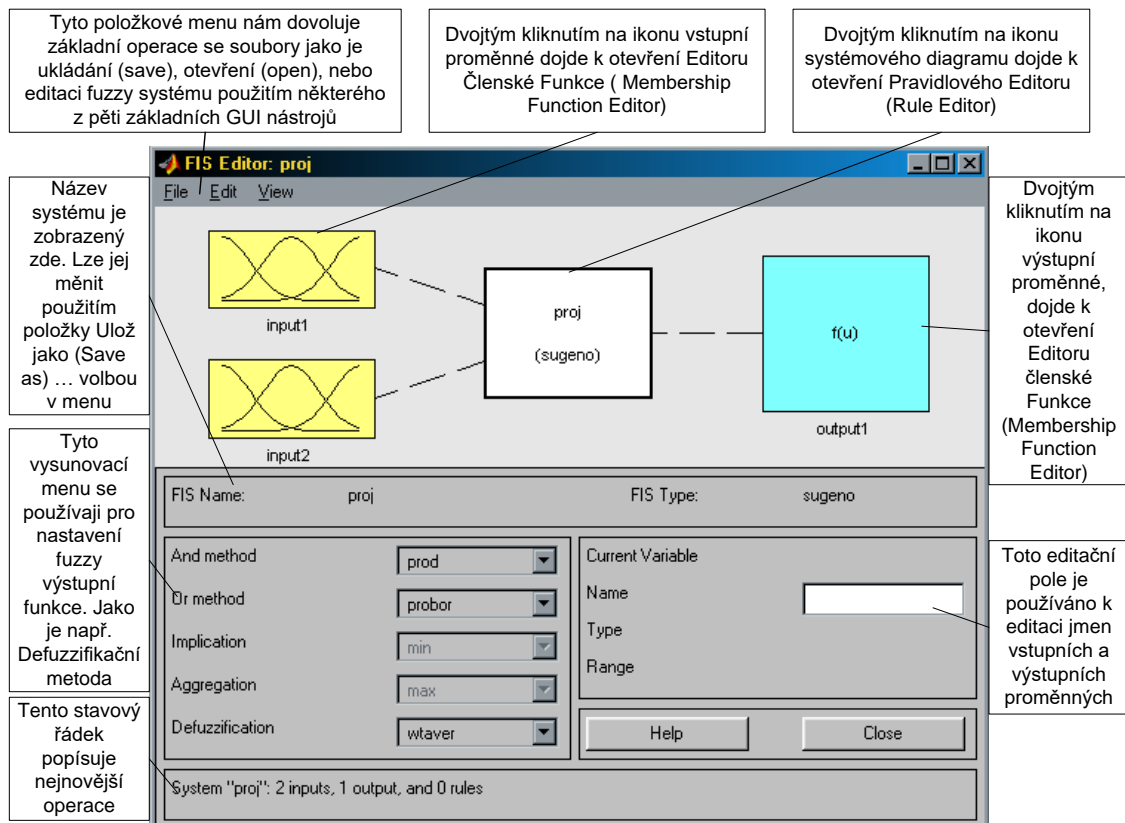 Tyto položkové menu nám dovoluje
základní operace se soubory jako je
ukládání (save), otevření (open), nebo
editaci fuzzy systému použitím některého
z pěti základních GUI nástrojů
Dvojtým kliknutím na ikonu vstupní
proměnné dojde k otevření Editoru
Členské Funkce ( Membership
Function Editor)
Dvojtým kliknutím na ikonu
systémového diagramu dojde k
otevření Pravidlového Editoru
(Rule Editor)
Název
systému je
zobrazený
zde. Lze jej
měnit
použitím
položky Ulož
jako (Save
as) … volbou
v menu
Tyto
vysunovací
menu se
používaji pro
nastavení
fuzzy
výstupní
funkce. Jako
je např.
Defuzzifikační
metoda
Tento stavový
řádek
popísuje
nejnovější
operace
FIS Editor: proj
File Edit View
input1
input2
proj
(sugeno)
f(u)
output1
FIS Name: proj FIS Type: sugeno
And method prod
Or method probor
Implication min
Aggregation max
Defuzzification wtaver
Current Variable
Name
Type
Range
Help Close
System "proj": 2 inputs, 1 output, and 0 rules
Dvojtým
kliknutím na
ikonu
výstupní
proměnné,
dojde k
otevření
Editoru
členské
Funkce
(Membership
Function
Editor)
Toto editační
pole je
používáno k
editaci jmen
vstupních a
výstupních
proměnných